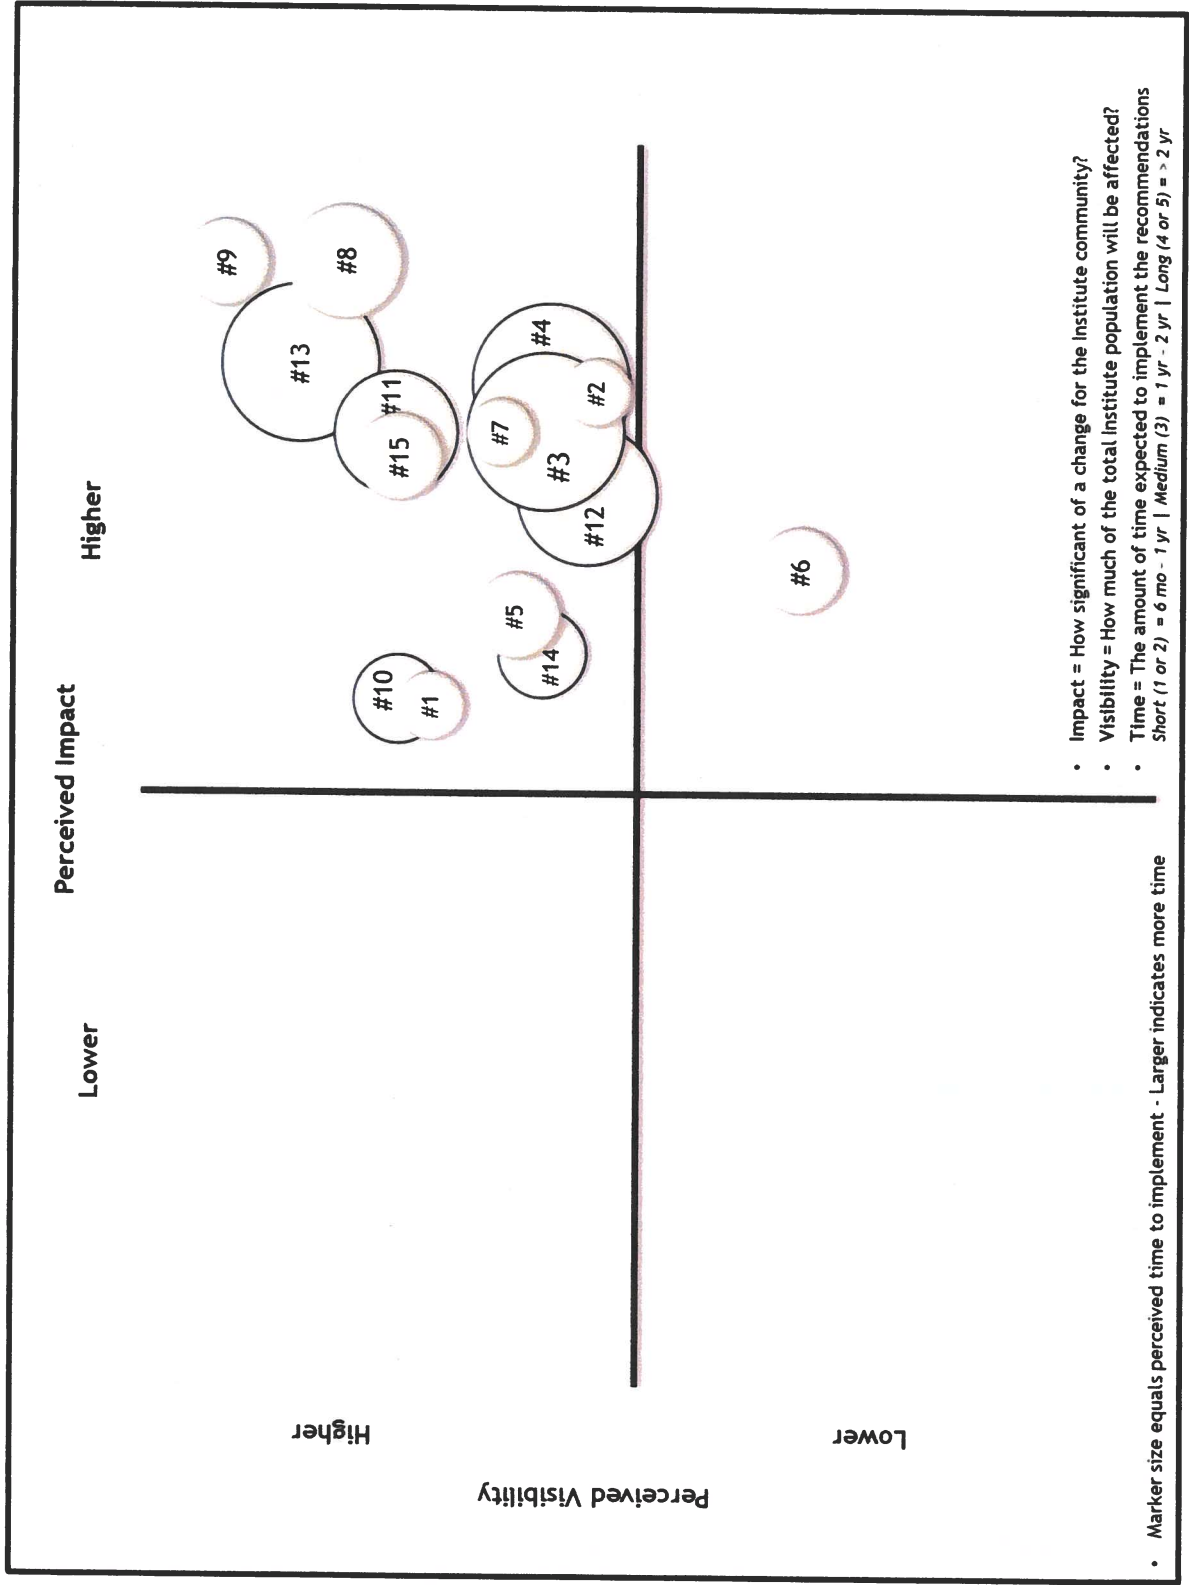 Perceived Impact
Lower
Higher
Perceived Visibility
Higher
Lower
#9
#8
#13
#11
#15
#4
#7
#2
#3
#12
#10
#1
#5
#14
#6
• Impact = How significant of a change for the Institute community?
• Visibility = How much of the total Institute population will be affected?
• Time = The amount of time expected to implement the recommendations
Short (1 or 2) = 6 mo - 1 yr | Medium (3) = 1 yr - 2 yr | Long (4 or 5) = > 2 yr
• Marker size equals perceived time to implement - Larger indicates more time